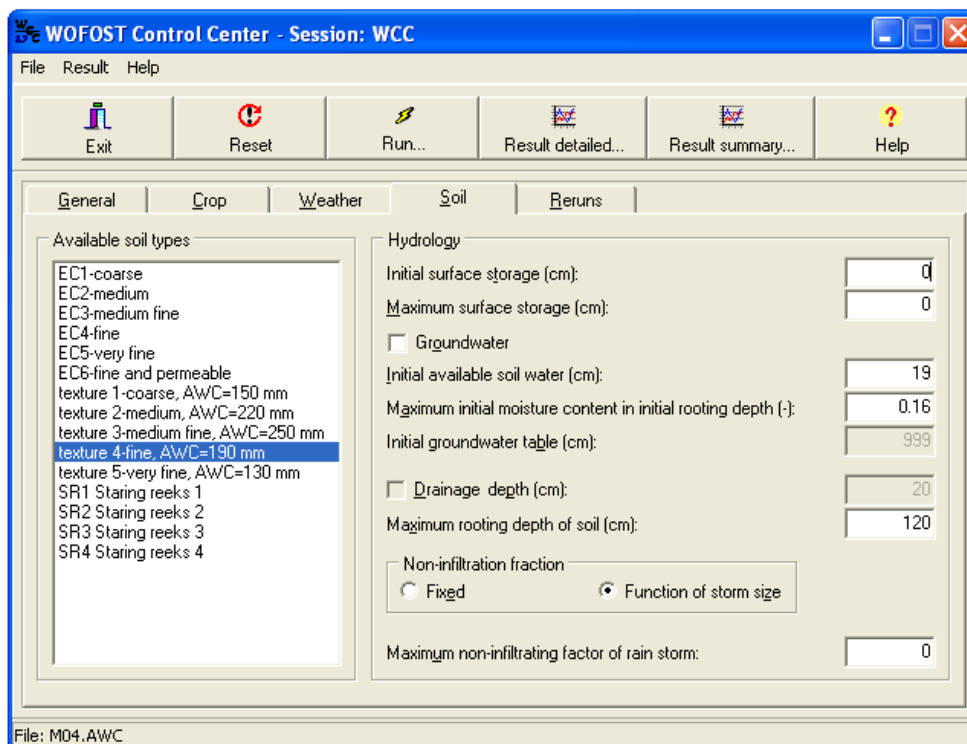 WOFOST Control Center - Session: WCC
File Result Help
Exit Reset Run... Result detailed... Result summary... Help
General Crop Weather Soil Reruns
Available soil types
EC1-coarse
EC2-medium
EC3-medium fine
EC4-fine
EC5-very fine
EC6-fine and permeable
texture 1-coarse, AWC=150 mm
texture 2-medium, AWC=220 mm
texture 3-medium fine, AWC=250 mm
texture 4-fine, AWC=190 mm
texture 5-very fine, AWC=130 mm
SR1 Staring reeks 1
SR2 Staring reeks 2
SR3 Staring reeks 3
SR4 Staring reeks 4
Hydrology
Initial surface storage (cm): 0
Maximum surface storage (cm): 0
Groundwater
Initial available soil water (cm): 19
Maximum initial moisture content in initial rooting depth (-): 0.16
Initial groundwater table (cm): 999
Drainage depth (cm): 20
Maximum rooting depth of soil (cm): 120
Non-infiltration fraction
Fixed Function of storm size
Maximum non-infiltrating factor of rain storm: 0
File: M04.AWC